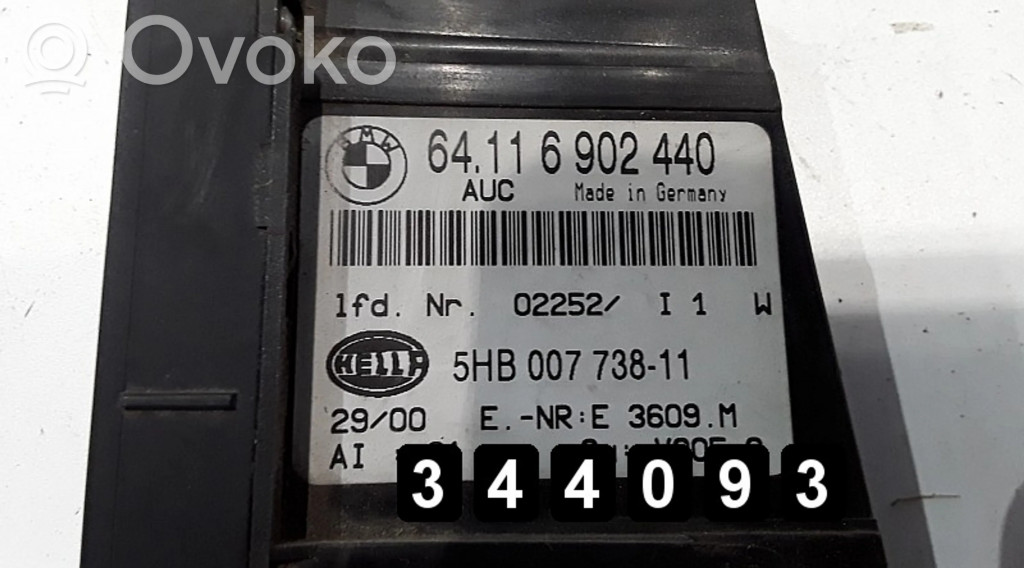 Ovoko
BMW
64.11 6 902 440
AUC Made in Germany
lfd. Nr. 02252/ I 1 W
HELLA
5HB 007 738-11
29/00 E.-NR:E 3609.M
AI
344093